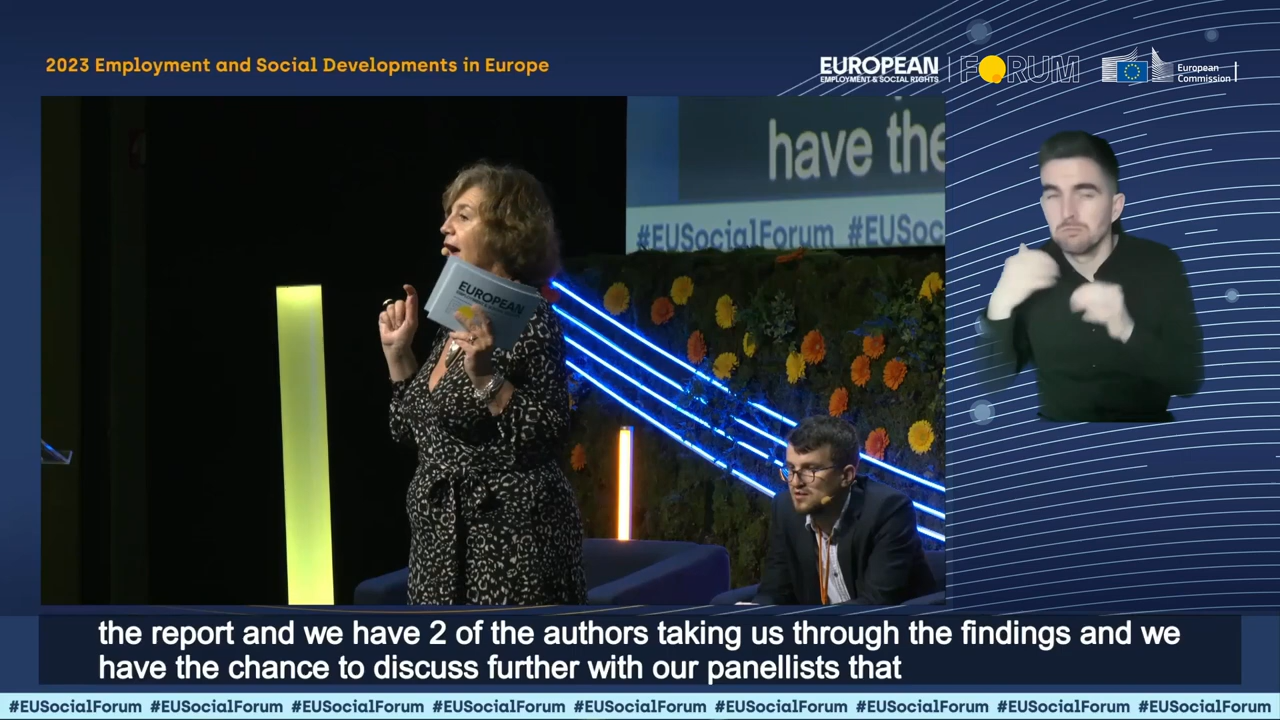 2023 Employment and Social Developments in Europe
EUROPEAN
EMPLOYMENT & SOCIAL RIGHTS
FORUM
European
Commission
have the
#EUSocialForum #EUSoc
EUROPEAN
the report and we have 2 of the authors taking us through the findings and we
have the chance to discuss further with our panellists that
#EUSocialForum #EUSocialForum #EUSocialForum #EUSocialForum #EUSocialForum #EUSocialForum #EUSocialForum #EUSocialForum #EUSocialForum